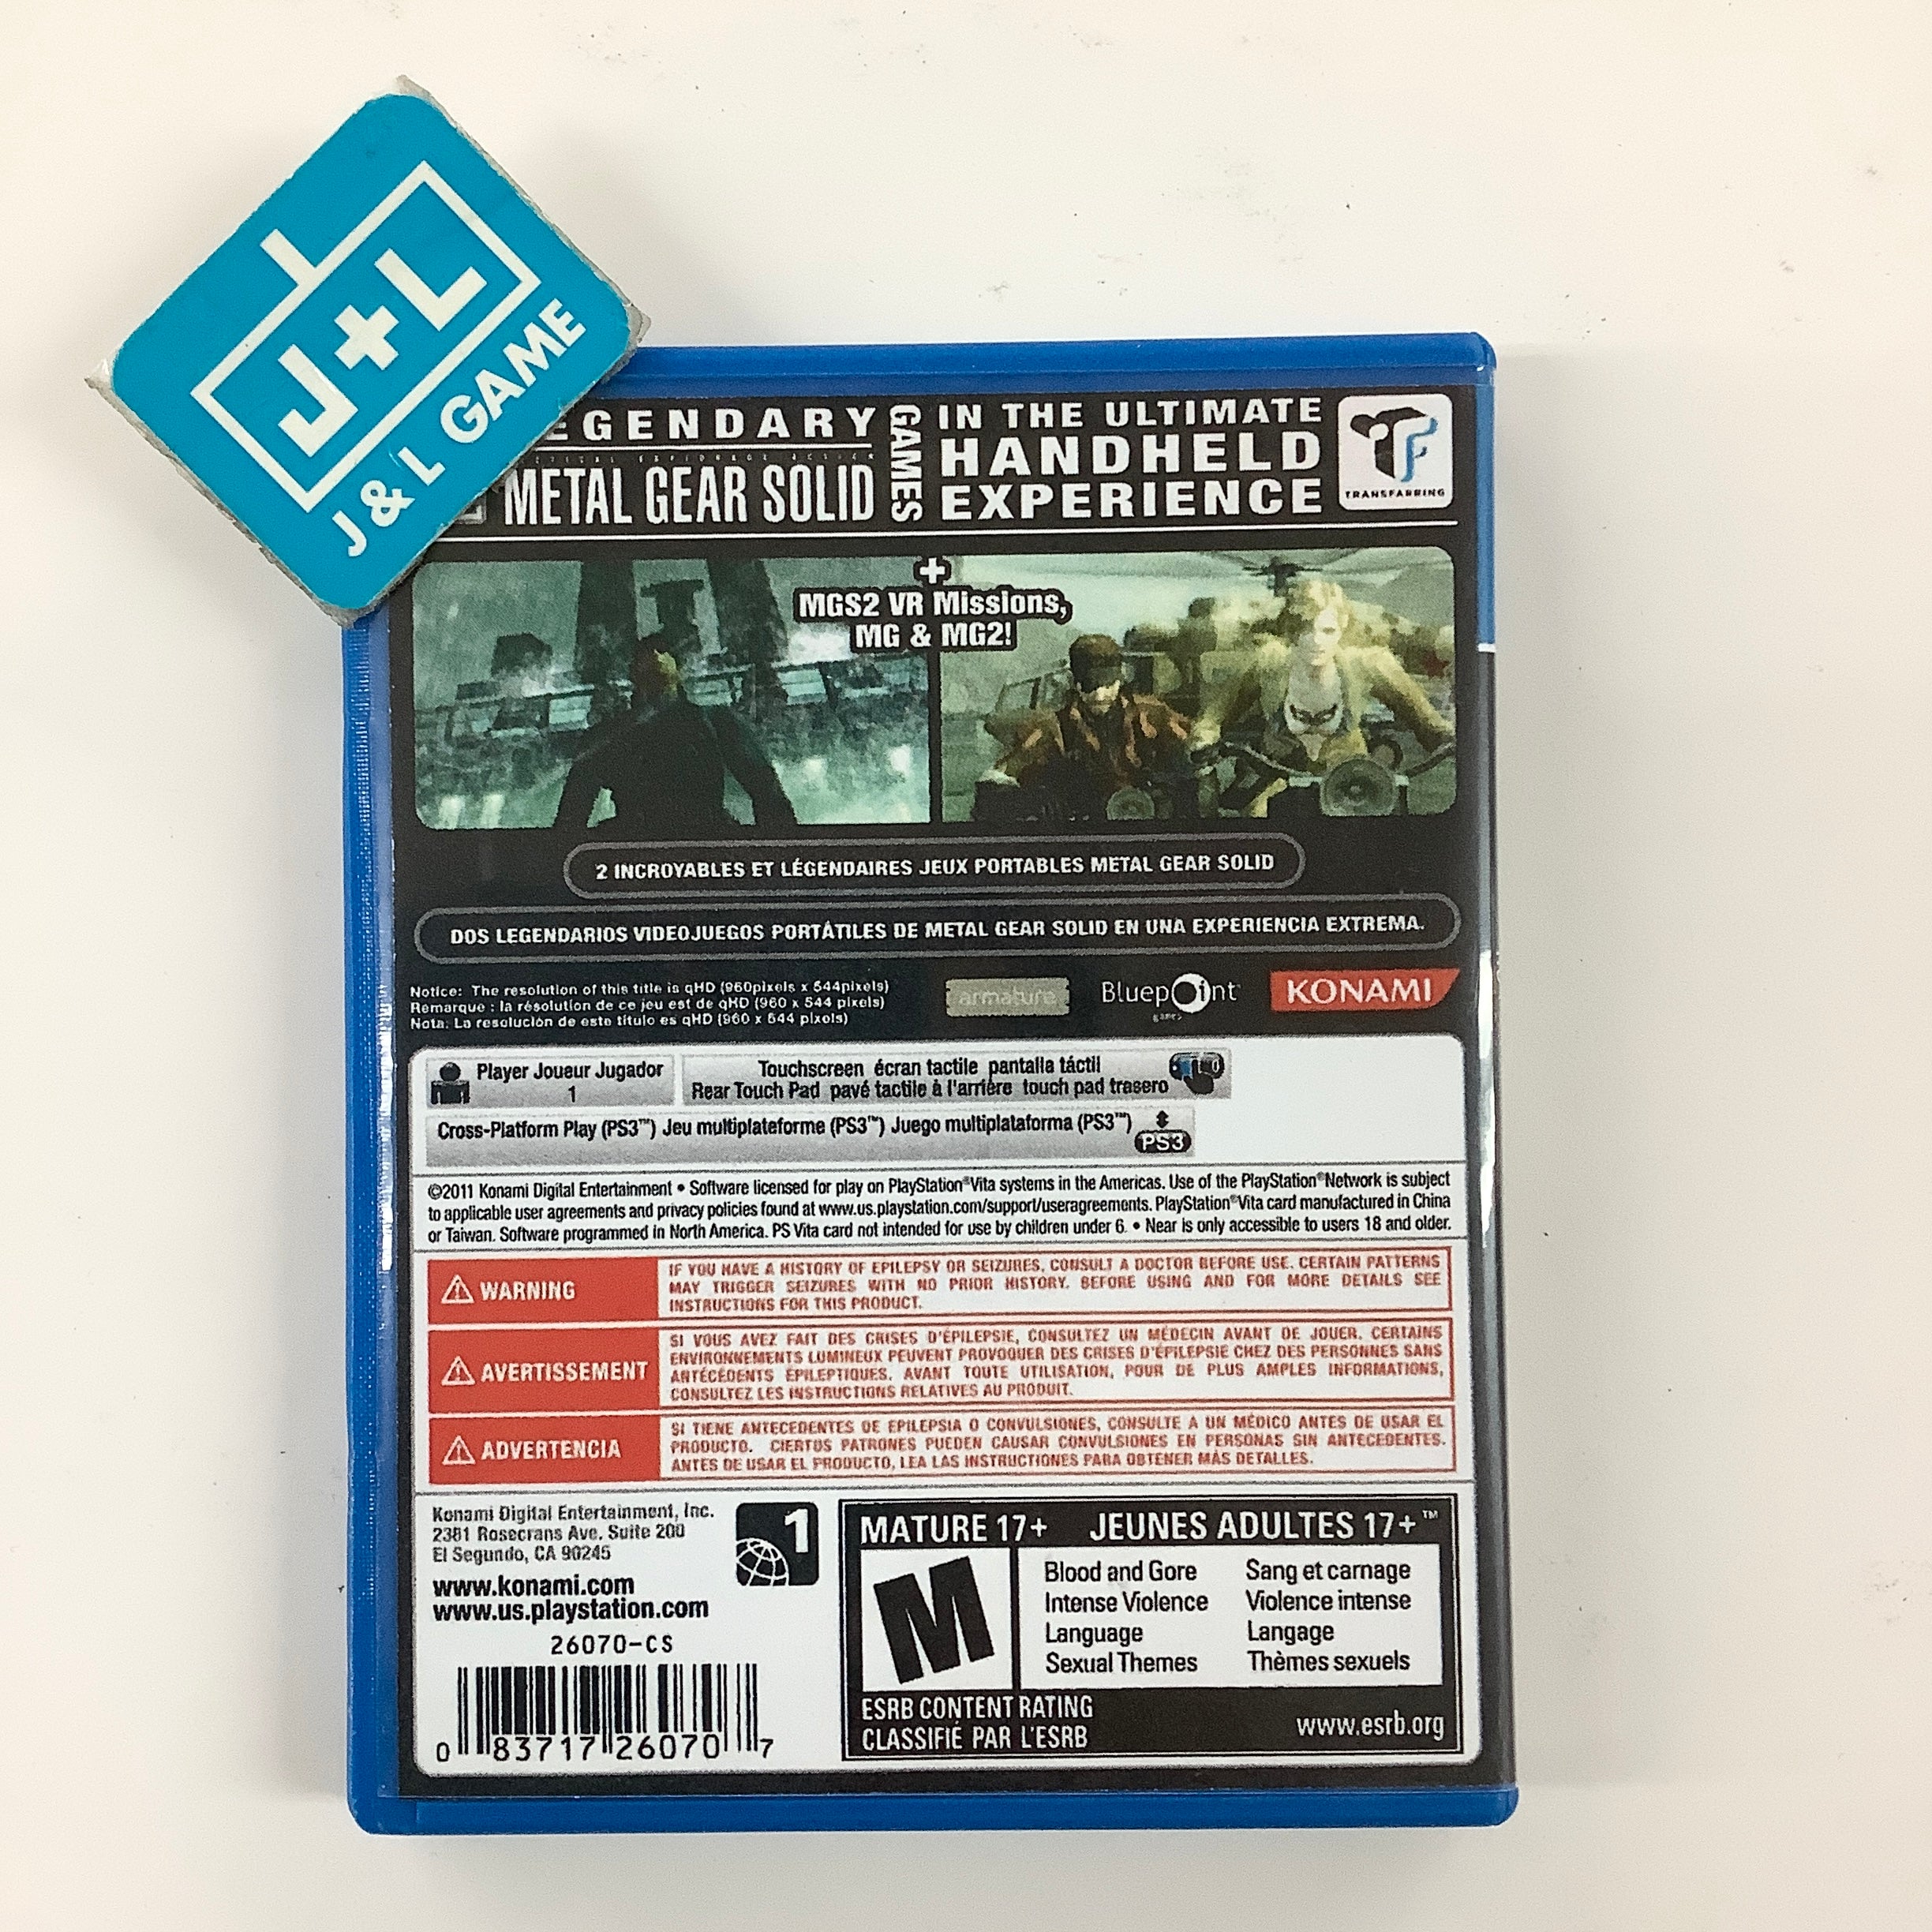 J+L
J & L GAME
EGENDARY
METAL GEAR SOLID
GAMES
IN THE ULTIMATE
HANDHELD
EXPERIENCE
TRANSFARRING
+
MGS2 VR Missions,
MG & MG2!
2 INCROYABLES ET LÉGENDAIRES JEUX PORTABLES METAL GEAR SOLID
DOS LEGENDARIOS VIDEOJUEGOS PORTÁTILES DE METAL GEAR SOLID EN UNA EXPERIENCIA EXTREMA.
Notice: The resolution of this title is qHD (960pixels x 544pixels)
Remarque : la résolution de ce jeu est de qHD (960 x 544 pixels)
Nota: La resolución de este título es qHD (960 x 544 pixels)
armature
Bluepoint
games
KONAMI
Player Joueur Jugador
1
Touchscreen écran tactile pantalla táctil
Rear Touch Pad pavé tactile à l'arrière touch pad trasero
Cross-Platform Play (PS3™) Jeu multiplateforme (PS3™) Juego multiplataforma (PS3™)
PS3
©2011 Konami Digital Entertainment • Software licensed for play on PlayStation®Vita systems in the Americas. Use of the PlayStation®Network is subject
to applicable user agreements and privacy policies found at www.us.playstation.com/support/useragreements. PlayStation®Vita card manufactured in China
or Taiwan. Software programmed in North America. PS Vita card not intended for use by children under 6. • Near is only accessible to users 18 and older.
WARNING
IF YOU HAVE A HISTORY OF EPILEPSY OR SEIZURES, CONSULT A DOCTOR BEFORE USE. CERTAIN PATTERNS
MAY TRIGGER SEIZURES WITH NO PRIOR HISTORY. BEFORE USING AND FOR MORE DETAILS SEE
INSTRUCTIONS FOR THIS PRODUCT.
AVERTISSEMENT
SI VOUS AVEZ FAIT DES CRISES D'ÉPILEPSIE, CONSULTEZ UN MÉDECIN AVANT DE JOUER. CERTAINS
ENVIRONNEMENTS LUMINEUX PEUVENT PROVOQUER DES CRISES D'ÉPILEPSIE CHEZ DES PERSONNES SANS
ANTÉCÉDENTS ÉPILEPTIQUES. AVANT TOUTE UTILISATION, POUR DE PLUS AMPLES INFORMATIONS,
CONSULTEZ LES INSTRUCTIONS RELATIVES AU PRODUIT.
ADVERTENCIA
SI TIENE ANTECEDENTES DE EPILEPSIA O CONVULSIONES, CONSULTE A UN MÉDICO ANTES DE USAR EL
PRODUCTO. CIERTOS PATRONES PUEDEN CAUSAR CONVULSIONES EN PERSONAS SIN ANTECEDENTES.
ANTES DE USAR EL PRODUCTO, LEA LAS INSTRUCTIONES PARA OBTENER MÁS DETALLES.
Konami Digital Entertainment, Inc.
2381 Rosecrans Ave. Suite 200
El Segundo, CA 90245
www.konami.com
www.us.playstation.com
1
26070-CS
0 83717 26070 7
MATURE 17+ JEUNES ADULTES 17+™
M
Blood and Gore
Intense Violence
Language
Sexual Themes
Sang et carnage
Violence intense
Langage
Thèmes sexuels
ESRB CONTENT RATING
CLASSIFIÉ PAR L'ESRB
www.esrb.org